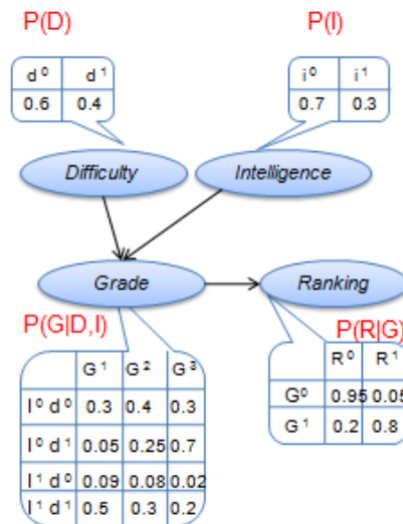 P(D) P(I)
d⁰ d¹ i⁰ i¹
0.6 0.4 0.7 0.3
Difficulty Intelligence
Grade Ranking
P(G|D,I) P(R|G)
R⁰ R¹
G¹ G² G³
G⁰ 0.95 0.05
I⁰ d⁰ 0.3 0.4 0.3
G¹ 0.2 0.8
I⁰ d¹ 0.05 0.25 0.7
I¹ d⁰ 0.09 0.08 0.02
I¹ d¹ 0.5 0.3 0.2